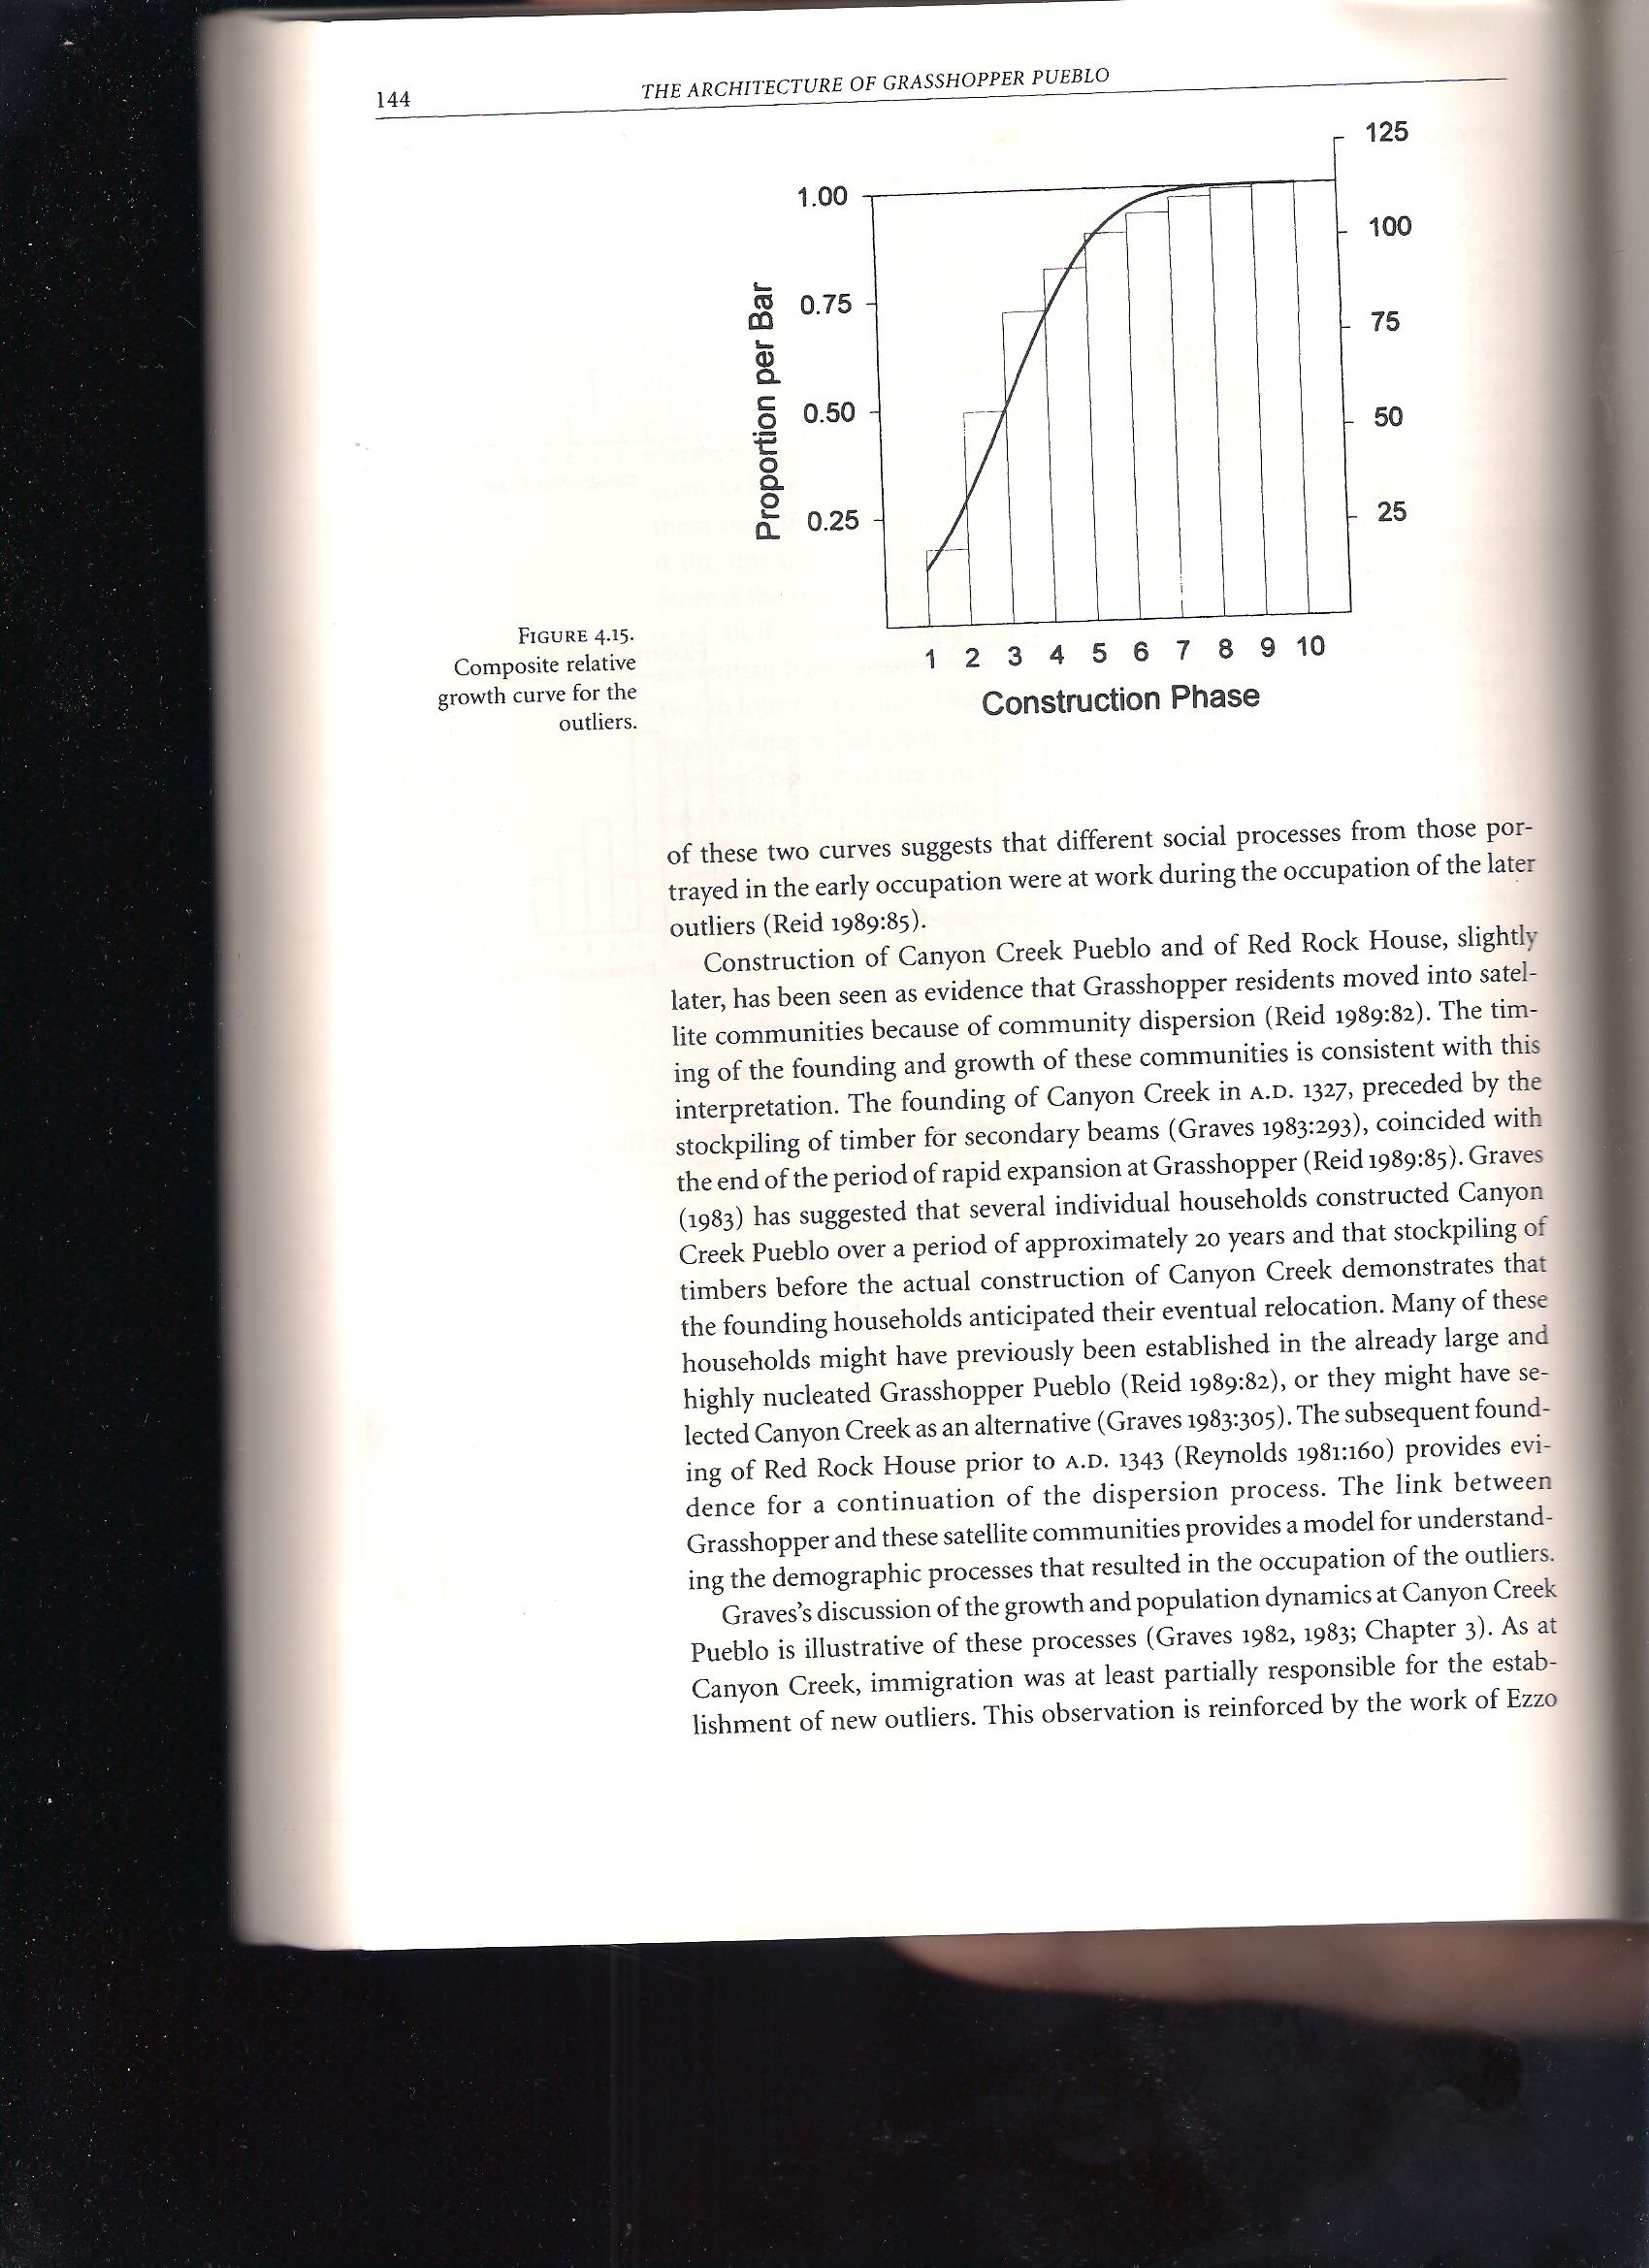 144
THE ARCHITECTURE OF GRASSHOPPER PUEBLO
125
1.00
100
0.75
75
0.50
50
0.25
25
Proportion per Bar
1 2 3 4 5 6 7 8 9 10
Construction Phase
FIGURE 4.15.
Composite relative
growth curve for the
outliers.
of these two curves suggests that different social processes from those por-
trayed in the early occupation were at work during the occupation of the later
outliers (Reid 1989:85).
Construction of Canyon Creek Pueblo and of Red Rock House, slightly
later, has been seen as evidence that Grasshopper residents moved into satel-
lite communities because of community dispersion (Reid 1989:82). The tim-
ing of the founding and growth of these communities is consistent with this
interpretation. The founding of Canyon Creek in A.D. 1327, preceded by the
stockpiling of timber for secondary beams (Graves 1983:293), coincided with
the end of the period of rapid expansion at Grasshopper (Reid 1989:85). Graves
(1983) has suggested that several individual households constructed Canyon
Creek Pueblo over a period of approximately 20 years and that stockpiling of
timbers before the actual construction of Canyon Creek demonstrates that
the founding households anticipated their eventual relocation. Many of these
households might have previously been established in the already large and
highly nucleated Grasshopper Pueblo (Reid 1989:82), or they might have se-
lected Canyon Creek as an alternative (Graves 1983:305). The subsequent found-
ing of Red Rock House prior to A.D. 1343 (Reynolds 1981:160) provides evi-
dence for a continuation of the dispersion process. The link between
Grasshopper and these satellite communities provides a model for understand-
ing the demographic processes that resulted in the occupation of the outliers.
Graves's discussion of the growth and population dynamics at Canyon Creek
Pueblo is illustrative of these processes (Graves 1982, 1983; Chapter 3). As at
Canyon Creek, immigration was at least partially responsible for the estab-
lishment of new outliers. This observation is reinforced by the work of Ezzo